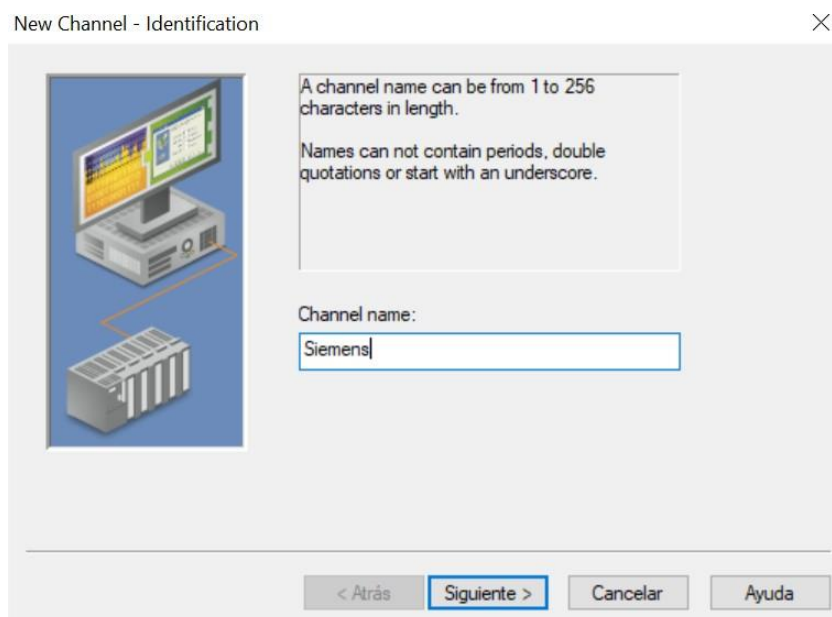 New Channel - Identification
A channel name can be from 1 to 256
characters in length.
Names can not contain periods, double
quotations or start with an underscore.
Channel name:
Siemens
< Atrás
Siguiente >
Cancelar
Ayuda